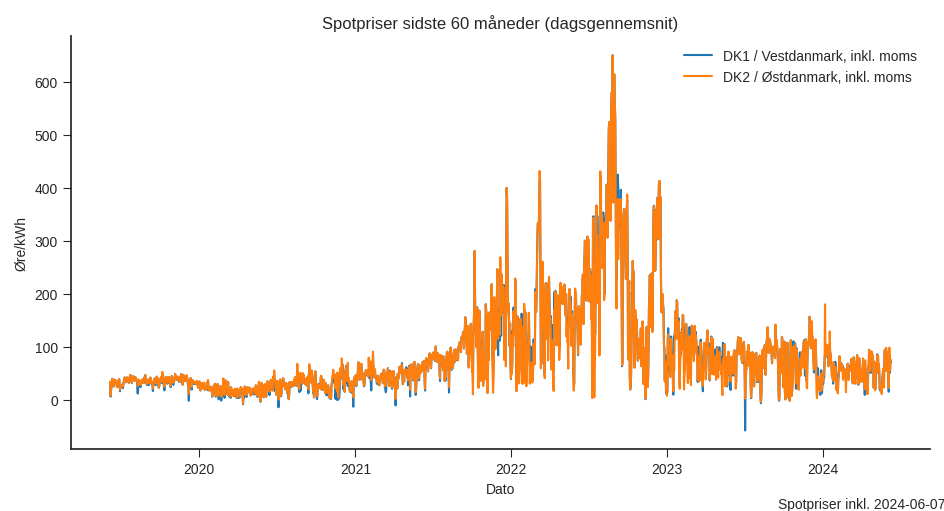 Spotpriser sidste 60 måneder (dagsgennemsnit)
DK1 / Vestdanmark, inkl. moms
DK2 / Østdanmark, inkl. moms
Øre/kWh
600
500
400
300
200
100
0
2020
2021
2022
2023
2024
Dato
Spotpriser inkl. 2024-06-07